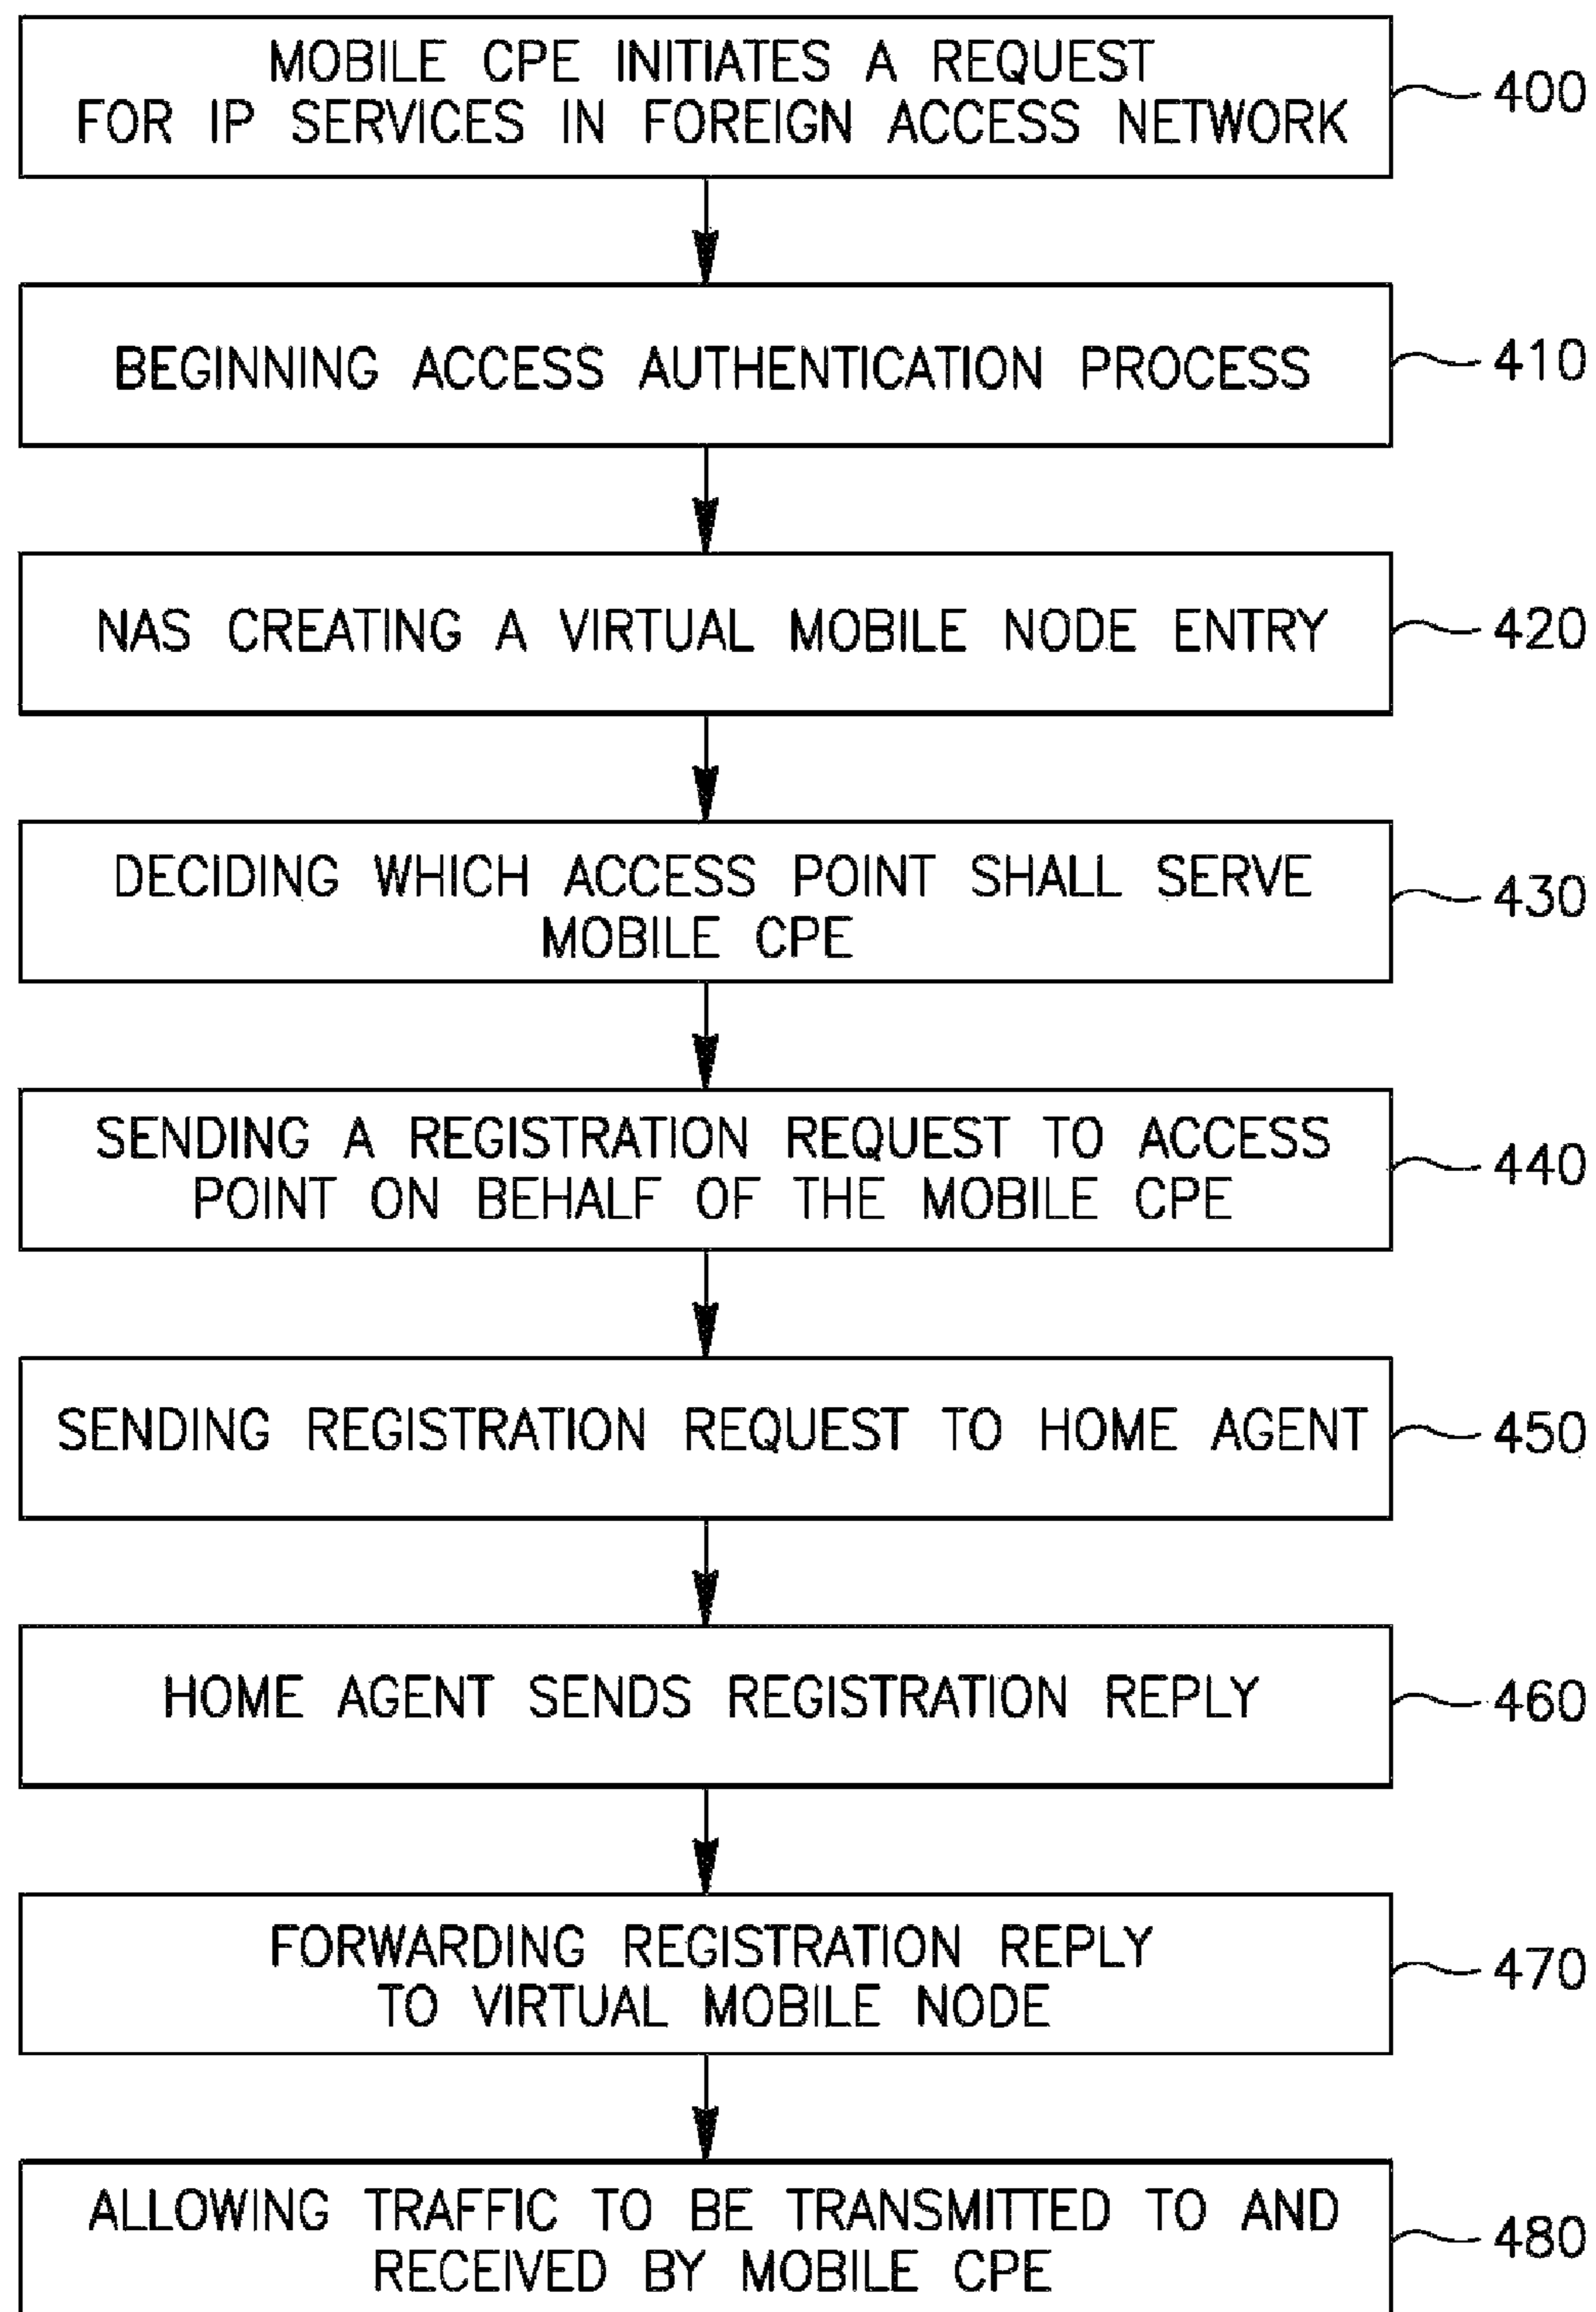 MOBILE CPE INITIATES A REQUEST
FOR IP SERVICES IN FOREIGN ACCESS NETWORK
400
BEGINNING ACCESS AUTHENTICATION PROCESS
410
NAS CREATING A VIRTUAL MOBILE NODE ENTRY
420
DECIDING WHICH ACCESS POINT SHALL SERVE
MOBILE CPE
430
SENDING A REGISTRATION REQUEST TO ACCESS
POINT ON BEHALF OF THE MOBILE CPE
440
SENDING REGISTRATION REQUEST TO HOME AGENT
450
HOME AGENT SENDS REGISTRATION REPLY
460
FORWARDING REGISTRATION REPLY
TO VIRTUAL MOBILE NODE
470
ALLOWING TRAFFIC TO BE TRANSMITTED TO AND
RECEIVED BY MOBILE CPE
480